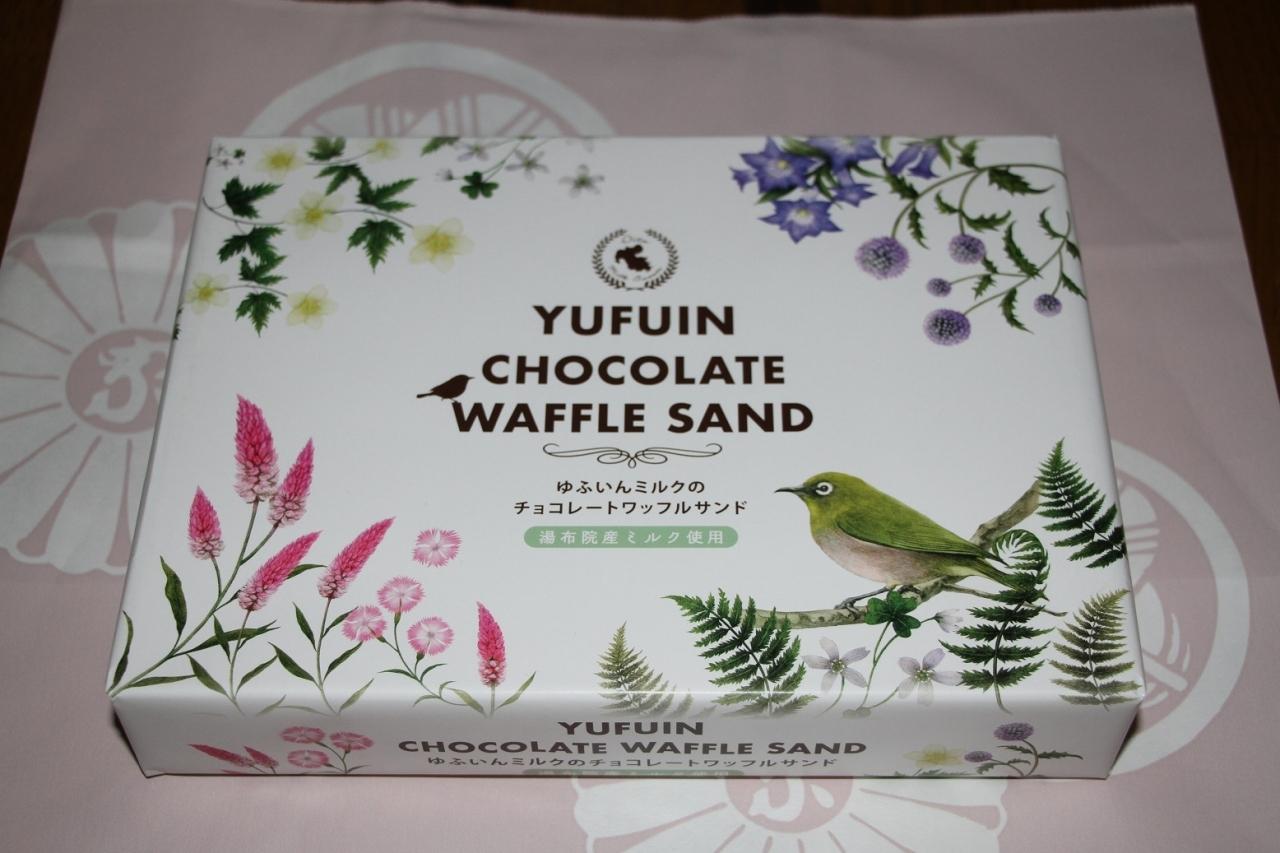 YUFUIN
CHOCOLATE
WAFFLE SAND
ゆふいんミルクの
チョコレートワッフルサンド
湯布院産ミルク使用
YUFUIN
CHOCOLATE WAFFLE SAND
ゆふいんミルクのチョコレートワッフルサンド